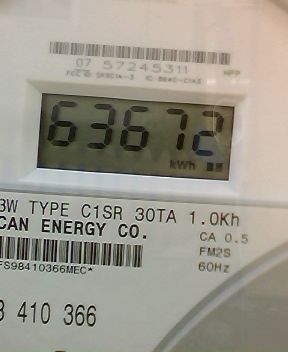 07 57245311
63672
kWh
3W TYPE C1SR 30TA 1.0Kh
CAN ENERGY CO.
CA 0.5
FM2S
60Hz
FS98410366MEC*
410 366